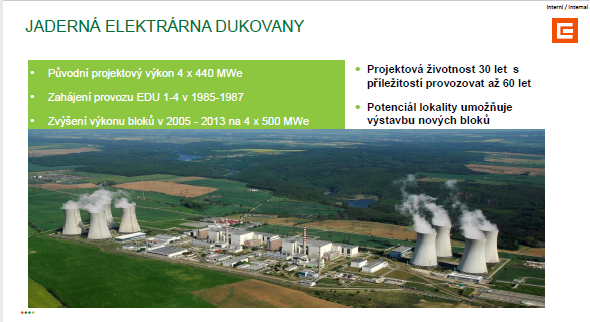 Interní / Internal
JADERNÁ ELEKTRÁRNA DUKOVANY
• Původní projektový výkon 4 x 440 MWe
• Zahájení provozu EDU 1-4 v 1985-1987
• Zvýšení výkonu bloků v 2005 - 2013 na 4 x 500 MWe
• Projektová životnost 30 let s
příležitostí provozovat až 60 let
• Potenciál lokality umožňuje
výstavbu nových bloků